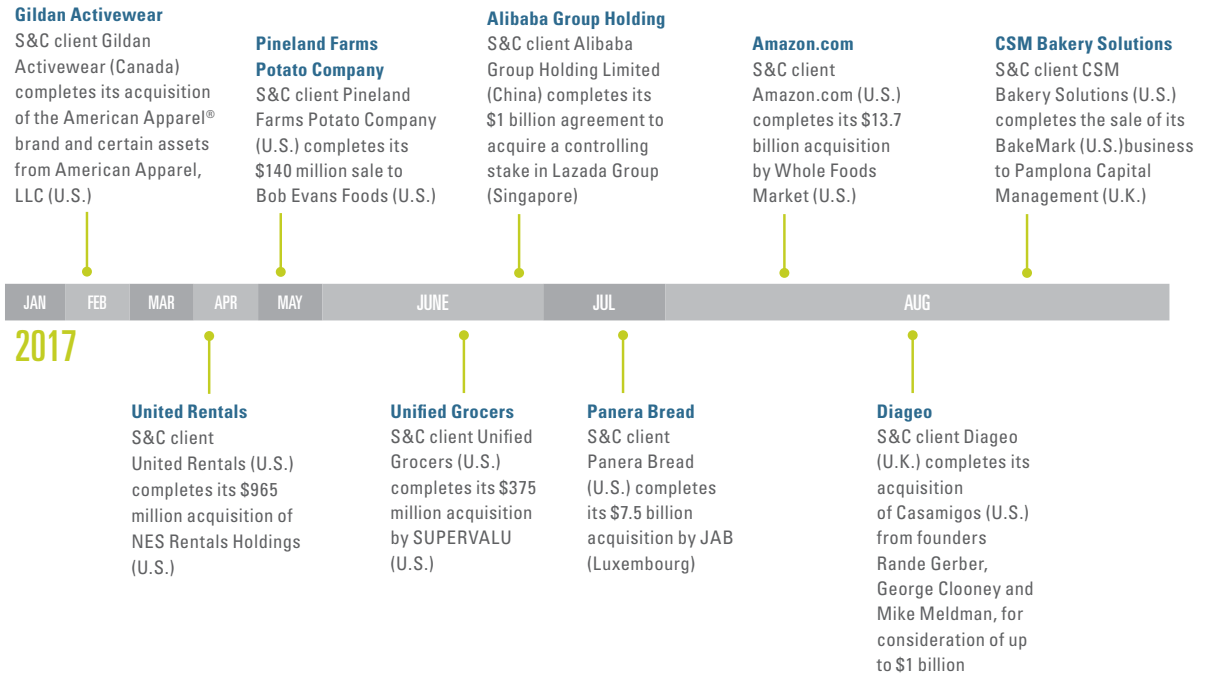 Gildan Activewear
S&C client Gildan
Activewear (Canada)
completes its acquisition
of the American Apparel®
brand and certain assets
from American Apparel,
LLC (U.S.)
Pineland Farms
Potato Company
S&C client Pineland
Farms Potato Company
(U.S.) completes its
$140 million sale to
Bob Evans Foods (U.S.)
Alibaba Group Holding
S&C client Alibaba
Group Holding Limited
(China) completes its
$1 billion agreement to
acquire a controlling
stake in Lazada Group
(Singapore)
Amazon.com
S&C client
Amazon.com (U.S.)
completes its $13.7
billion acquisition
by Whole Foods
Market (U.S.)
CSM Bakery Solutions
S&C client CSM
Bakery Solutions (U.S.)
completes the sale of its
BakeMark (U.S.)business
to Pamplona Capital
Management (U.K.)
JAN FEB MAR APR MAY JUNE JUL AUG
2017
United Rentals
S&C client
United Rentals (U.S.)
completes its $965
million acquisition of
NES Rentals Holdings
(U.S.)
Unified Grocers
S&C client Unified
Grocers (U.S.)
completes its $375
million acquisition
by SUPERVALU
(U.S.)
Panera Bread
S&C client
Panera Bread
(U.S.) completes
its $7.5 billion
acquisition by JAB
(Luxembourg)
Diageo
S&C client Diageo
(U.K.) completes its
acquisition
of Casamigos (U.S.)
from founders
Rande Gerber,
George Clooney and
Mike Meldman, for
consideration of up
to $1 billion